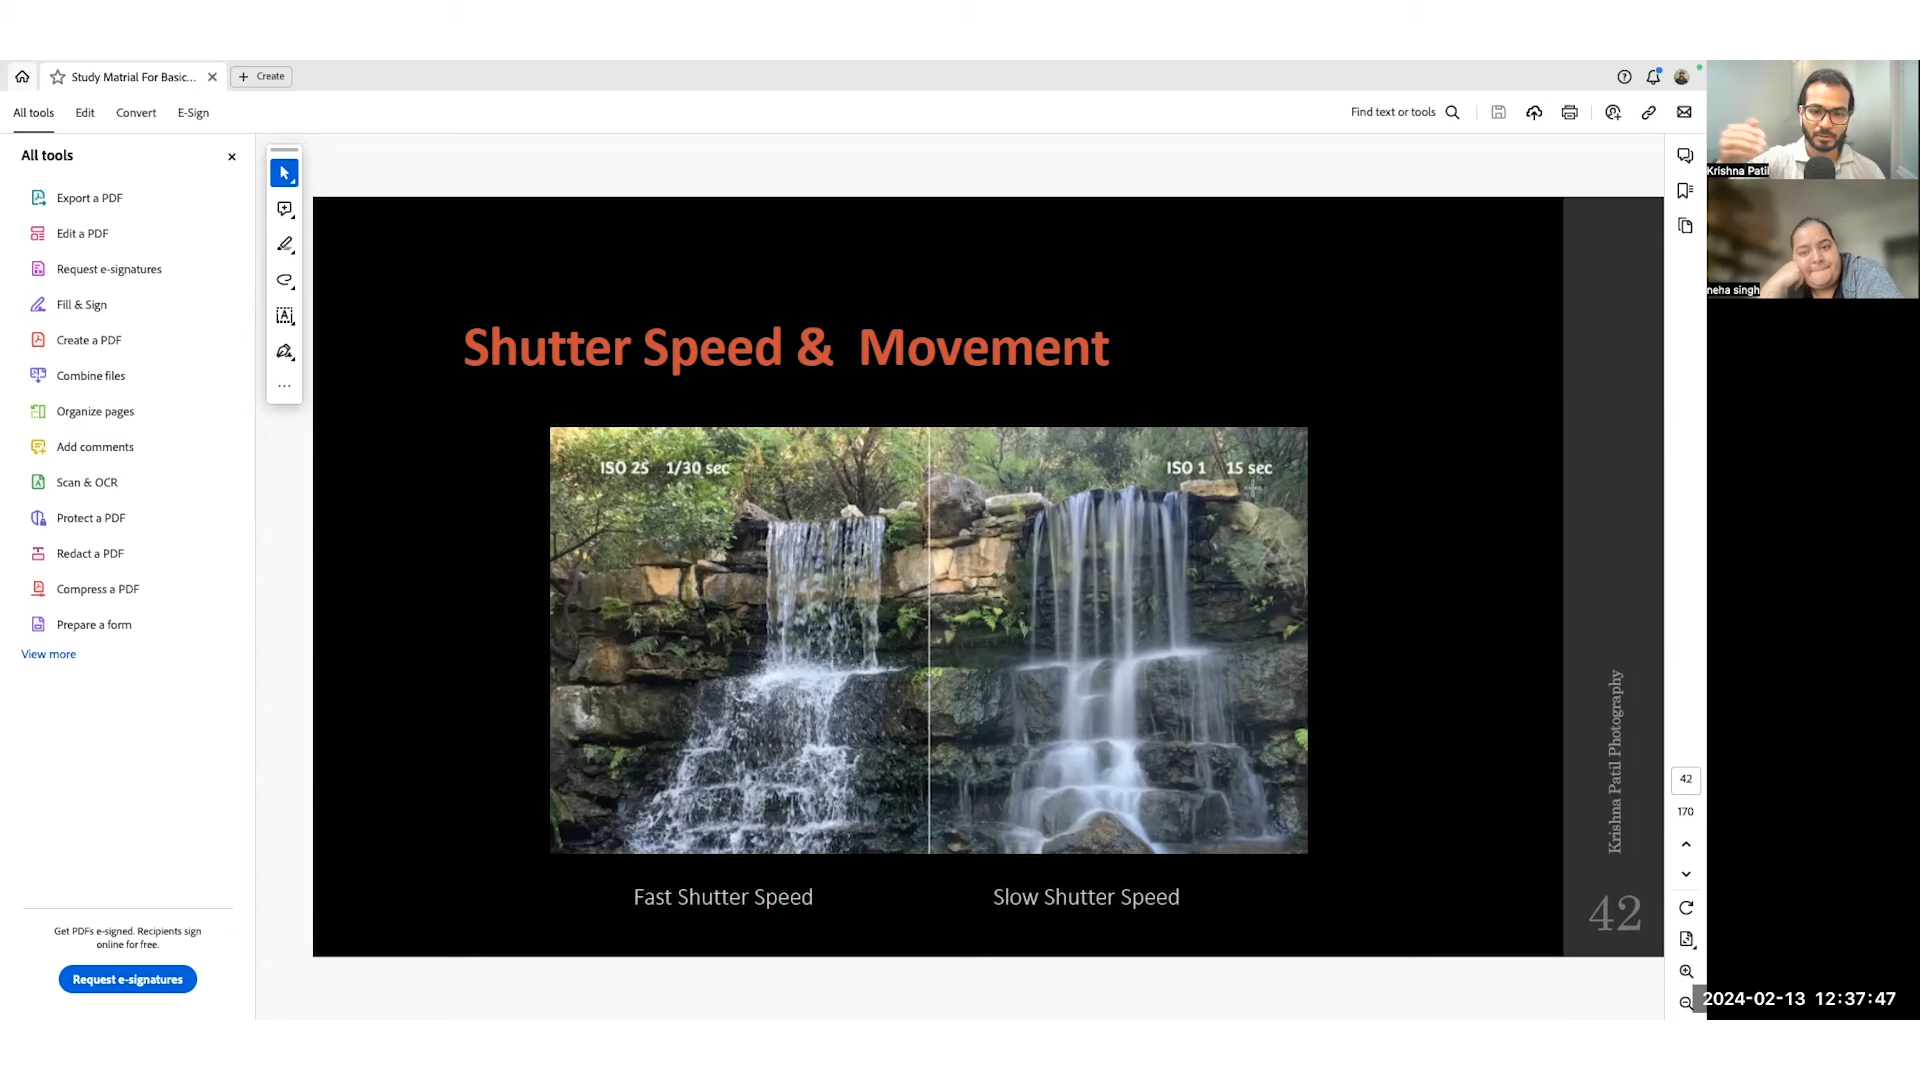 Study Matrial For Basic...
Create
All tools
Edit
Convert
E-Sign
Find text or tools
All tools
Export a PDF
Edit a PDF
Request e-signatures
Fill & Sign
Create a PDF
Combine files
Organize pages
Add comments
Scan & OCR
Protect a PDF
Redact a PDF
Compress a PDF
Prepare a form
View more
Get PDFs e-signed. Recipients sign
online for free.
Request e-signatures
Shutter Speed & Movement
ISO 25 1/30 sec
ISO 1 15 sec
Fast Shutter Speed
Slow Shutter Speed
Krishna Patil Photography
42
42
170
Krishna Patil
neha singh
2024-02-13 12:37:47